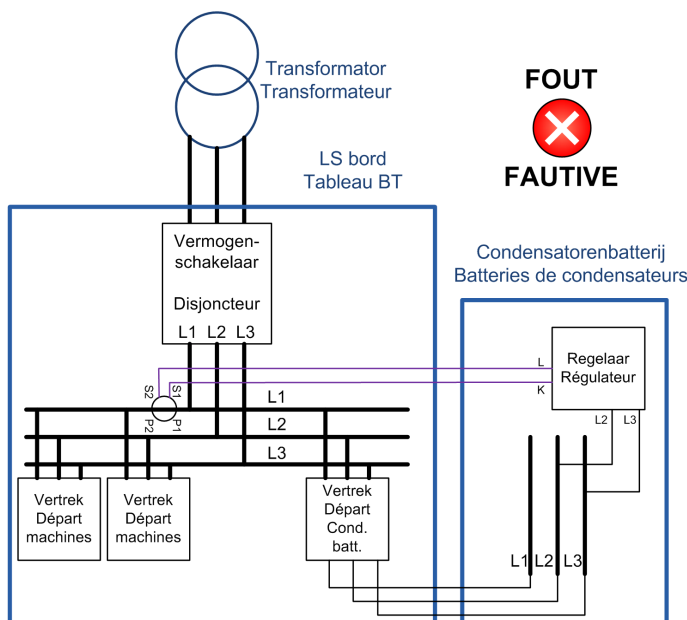 Transformator
Transformateur
FOUT
FAUTIVE
LS bord
Tableau BT
Vermogen-
schakelaar
Disjoncteur
L1 L2 L3
Condensatorenbatterij
Batteries de condensateurs
Regelaar
Régulateur
L
K
L2 L3
S2 S1
P2 P1
L1
L2
L3
Vertrek
Départ
machines
Vertrek
Départ
machines
Vertrek
Départ
Cond.
batt.
L1 L2 L3